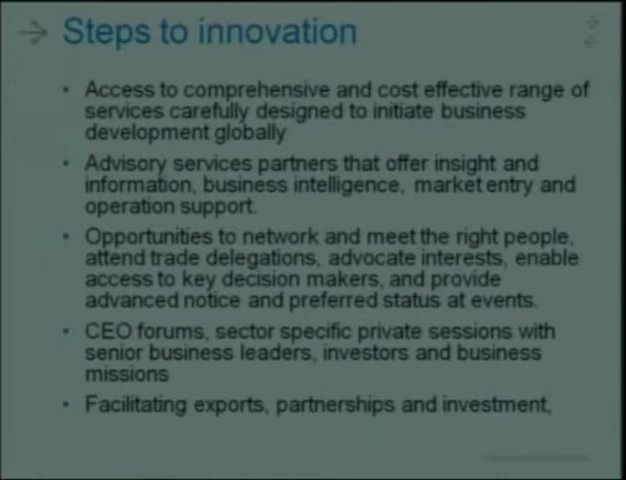 Steps to innovation
• Access to comprehensive and cost effective range of
services carefully designed to initiate business
development globally
• Advisory services partners that offer insight and
information, business intelligence, market entry and
operation support.
• Opportunities to network and meet the right people,
attend trade delegations, advocate interests, enable
access to key decision makers, and provide
advanced notice and preferred status at events.
• CEO forums, sector specific private sessions with
senior business leaders, investors and business
missions
• Facilitating exports, partnerships and investment,